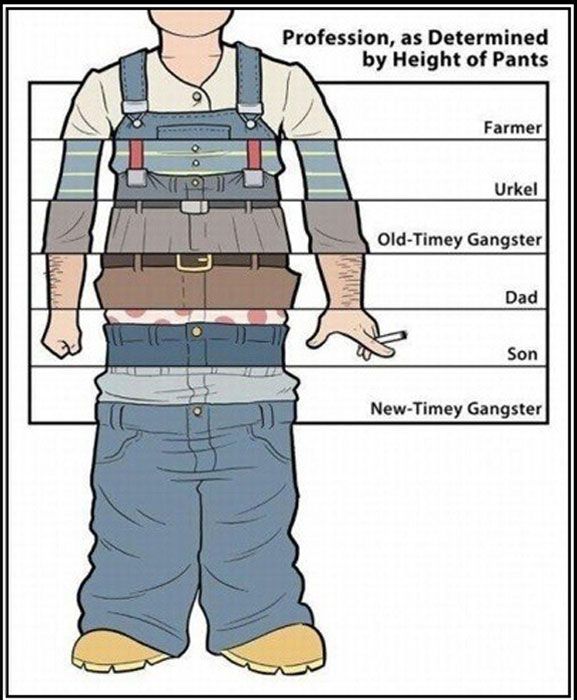 Profession, as Determined
by Height of Pants
Farmer
Urkel
Old-Timey Gangster
Dad
Son
New-Timey Gangster